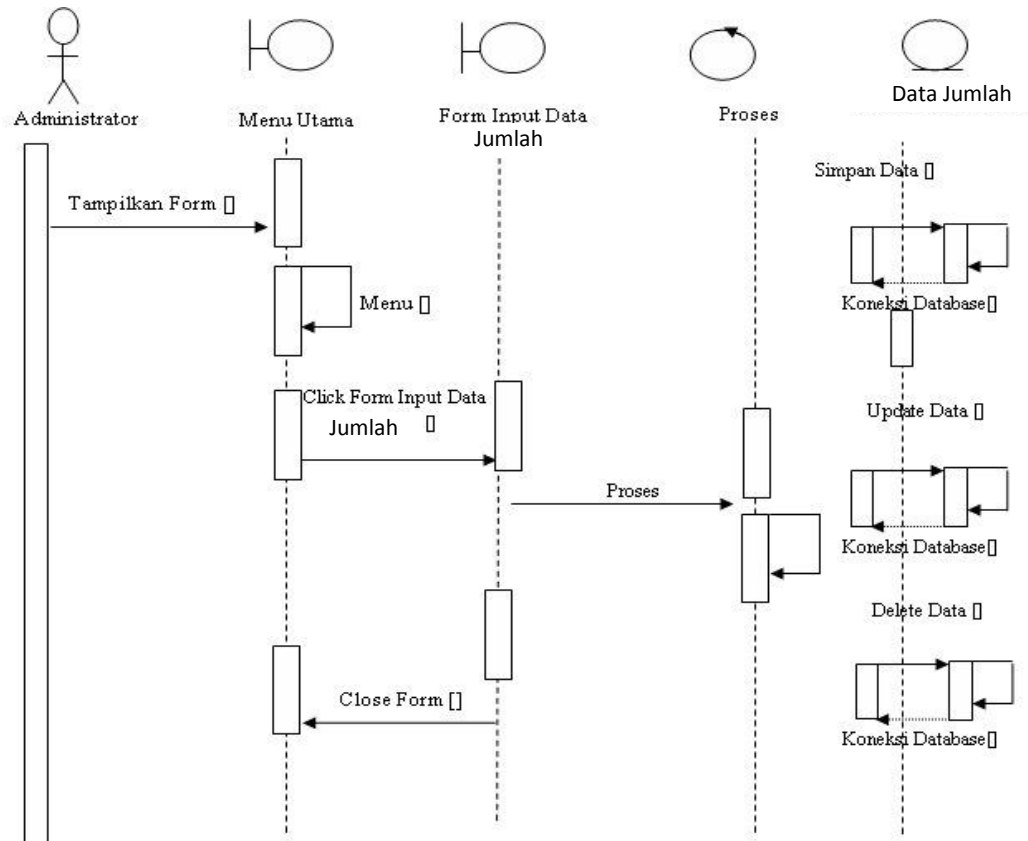 Administrator
Menu Utama
Form Input Data
Jumlah
Proses
Data Jumlah
Simpan Data []
Tampilkan Form []
Menu []
Koneksi Database[]
Click Form Input Data
Jumlah []
Update Data []
Proses
Koneksi Database[]
Delete Data []
Close Form []
Koneksi Database[]